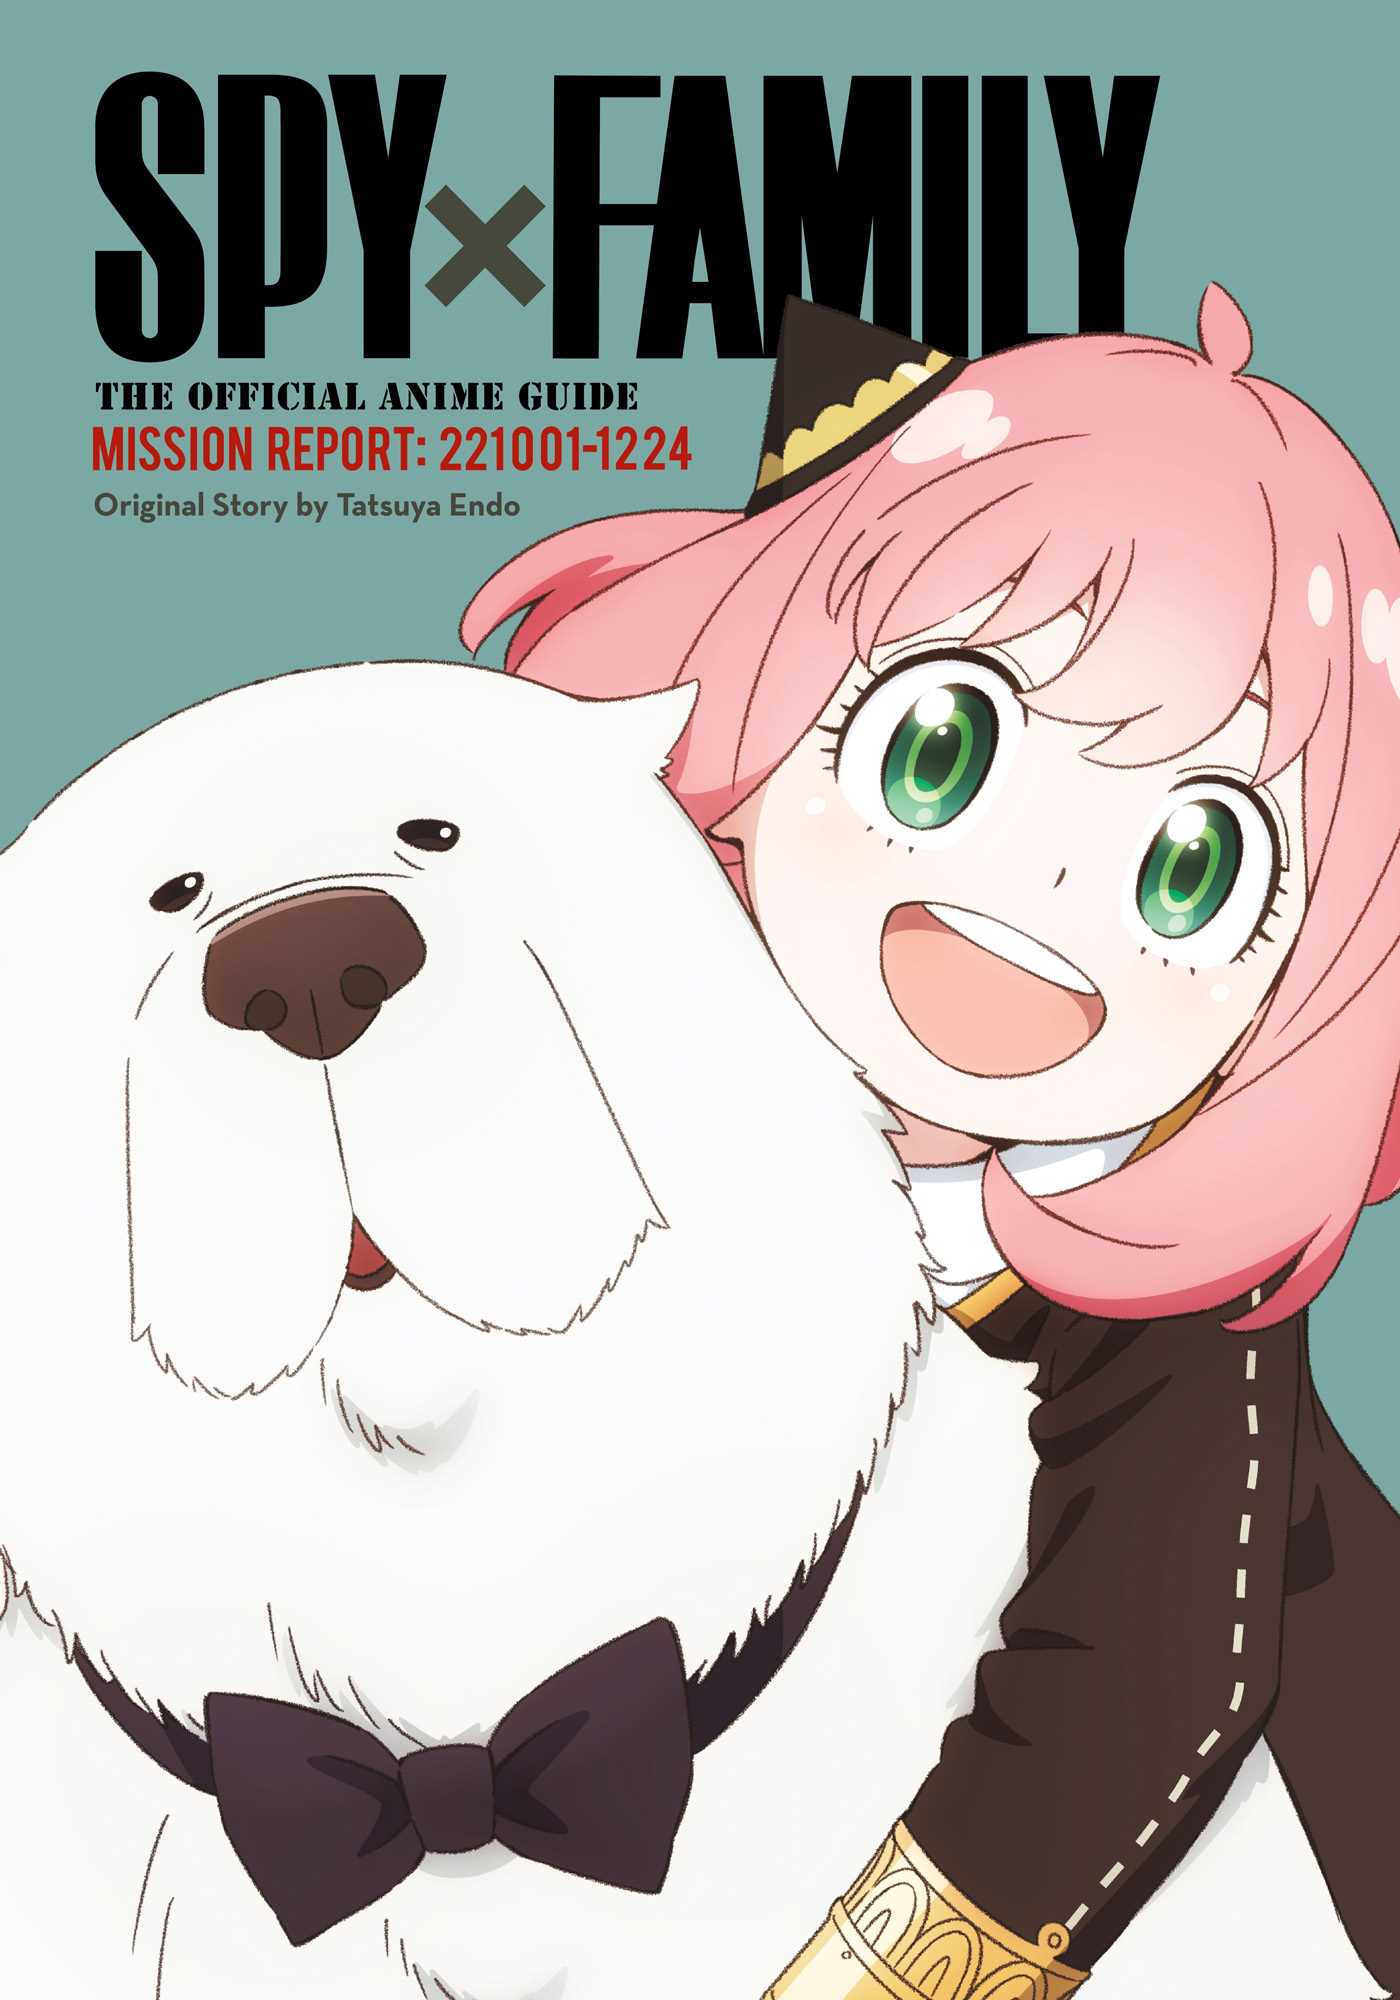 SPY×FAMILY
THE OFFICIAL ANIME GUIDE
MISSION REPORT: 221001-1224
Original Story by Tatsuya Endo